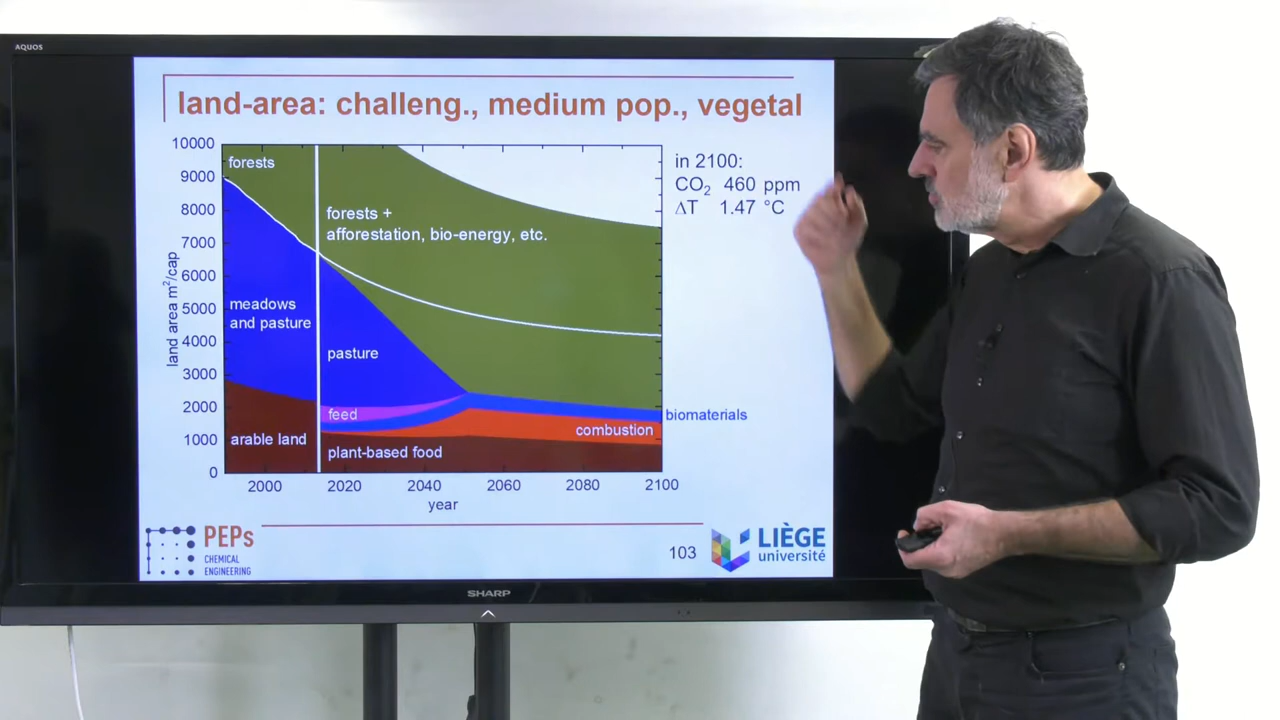 AQUOS
land-area: challeng., medium pop., vegetal
10000
9000
8000
7000
6000
5000
4000
3000
2000
1000
0
land area m²/cap
forests
forests +
afforestation, bio-energy, etc.
meadows
and pasture
pasture
feed
arable land
plant-based food
combustion
biomaterials
in 2100:
CO₂ 460 ppm
ΔT 1.47 °C
2000 2020 2040 2060 2080 2100
year
PEPs
CHEMICAL
ENGINEERING
103
LIÈGE
université
SHARP